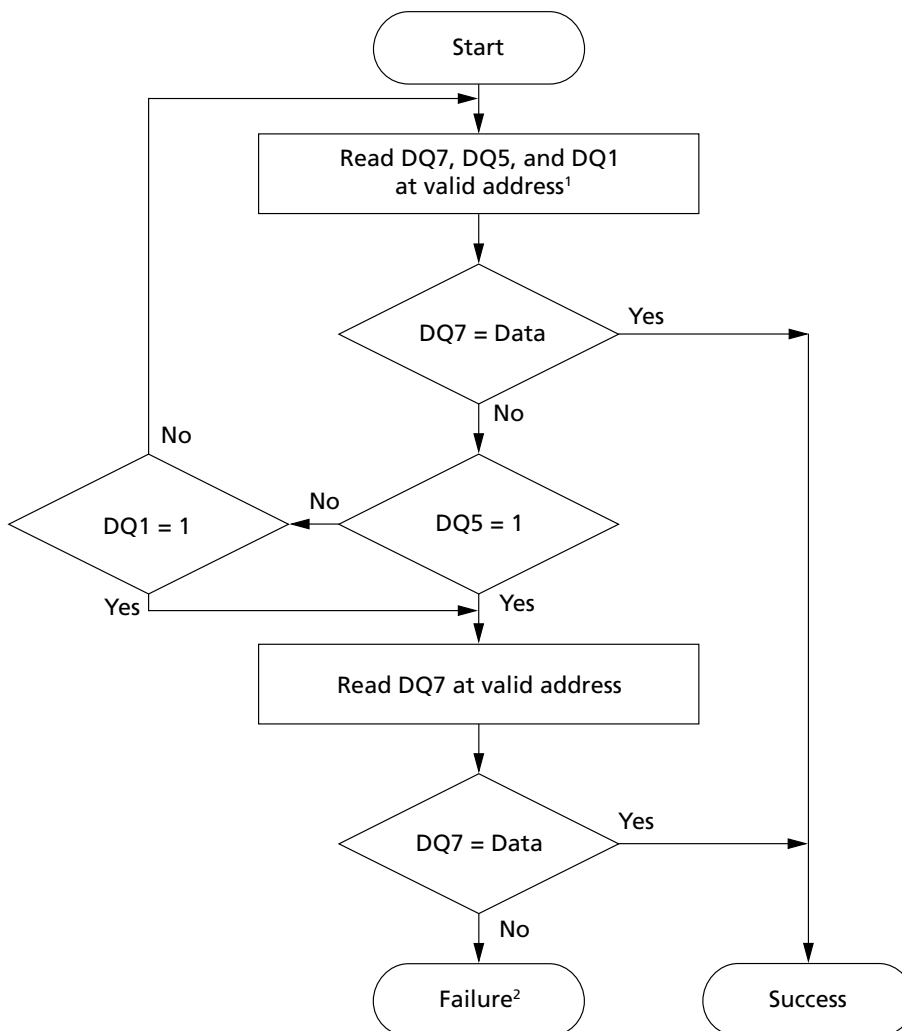 Start
Read DQ7, DQ5, and DQ1
at valid address¹
DQ7 = Data
Yes
No
DQ5 = 1
No
DQ1 = 1
No
Yes
Yes
Read DQ7 at valid address
DQ7 = Data
Yes
No
Failure²
Success